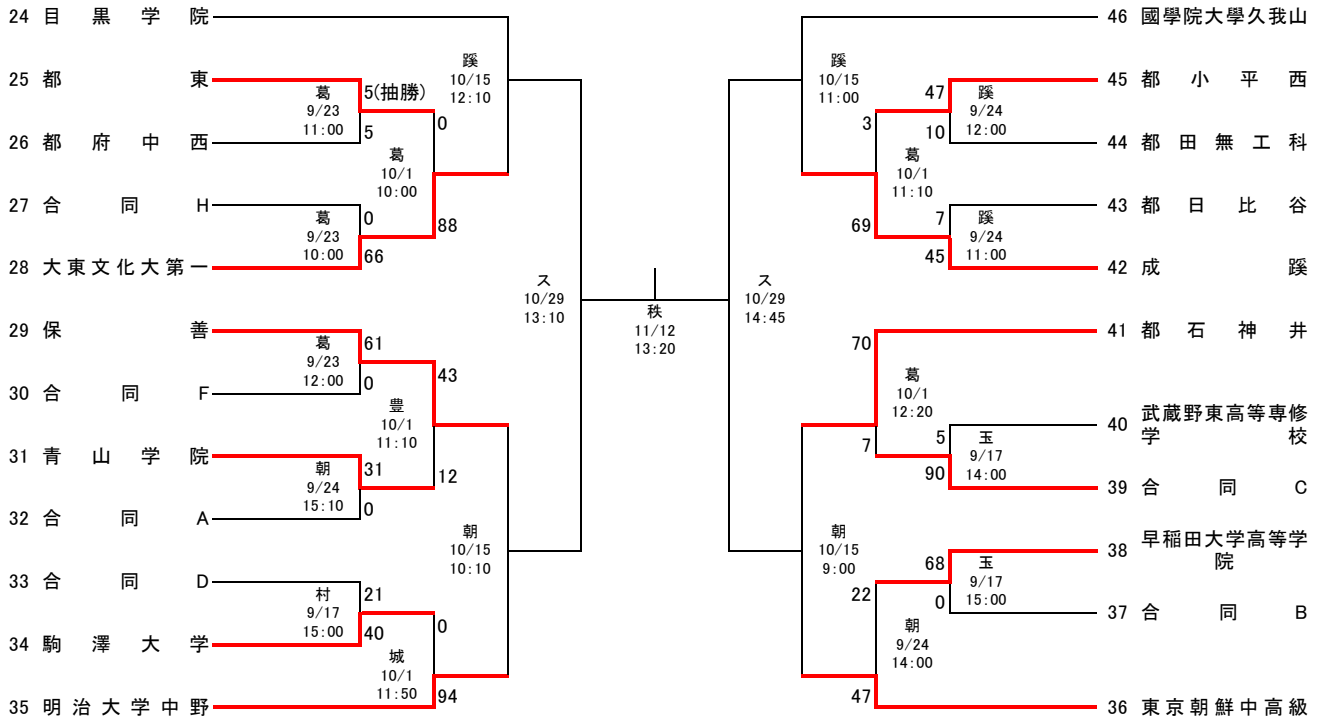 24 目黒学院
25 都東
26 都府中西
27 合同H
28 大東文化大第一
29 保善
30 合同F
31 青山学院
32 合同A
33 合同D
34 駒澤大学
35 明治大学中野
葛
9/23
11:00
5(抽勝)
5
葛
9/23
10:00
0
66
葛
10/1
10:00
0
88
蹊
10/15
12:10
葛
9/23
12:00
61
0
朝
9/24
15:10
31
0
豊
10/1
11:10
43
12
村
9/17
15:00
21
40
城
10/1
11:50
0
94
朝
10/15
10:10
ス
10/29
13:10
秩
11/12
13:20
ス
10/29
14:45
蹊
10/15
11:00
47
10
蹊
9/24
12:00
3
69
葛
10/1
11:10
7
45
蹊
9/24
11:00
70
7
葛
10/1
12:20
5
90
玉
9/17
14:00
朝
10/15
9:00
68
0
玉
9/17
15:00
22
47
朝
9/24
14:00
46 國學院大學久我山
45 都小平西
44 都田無工科
43 都日比谷
42 成蹊
41 都石神井
40 武蔵野東高等専修
学校
39 合同C
38 早稲田大学高等学
院
37 合同B
36 東京朝鮮中高級